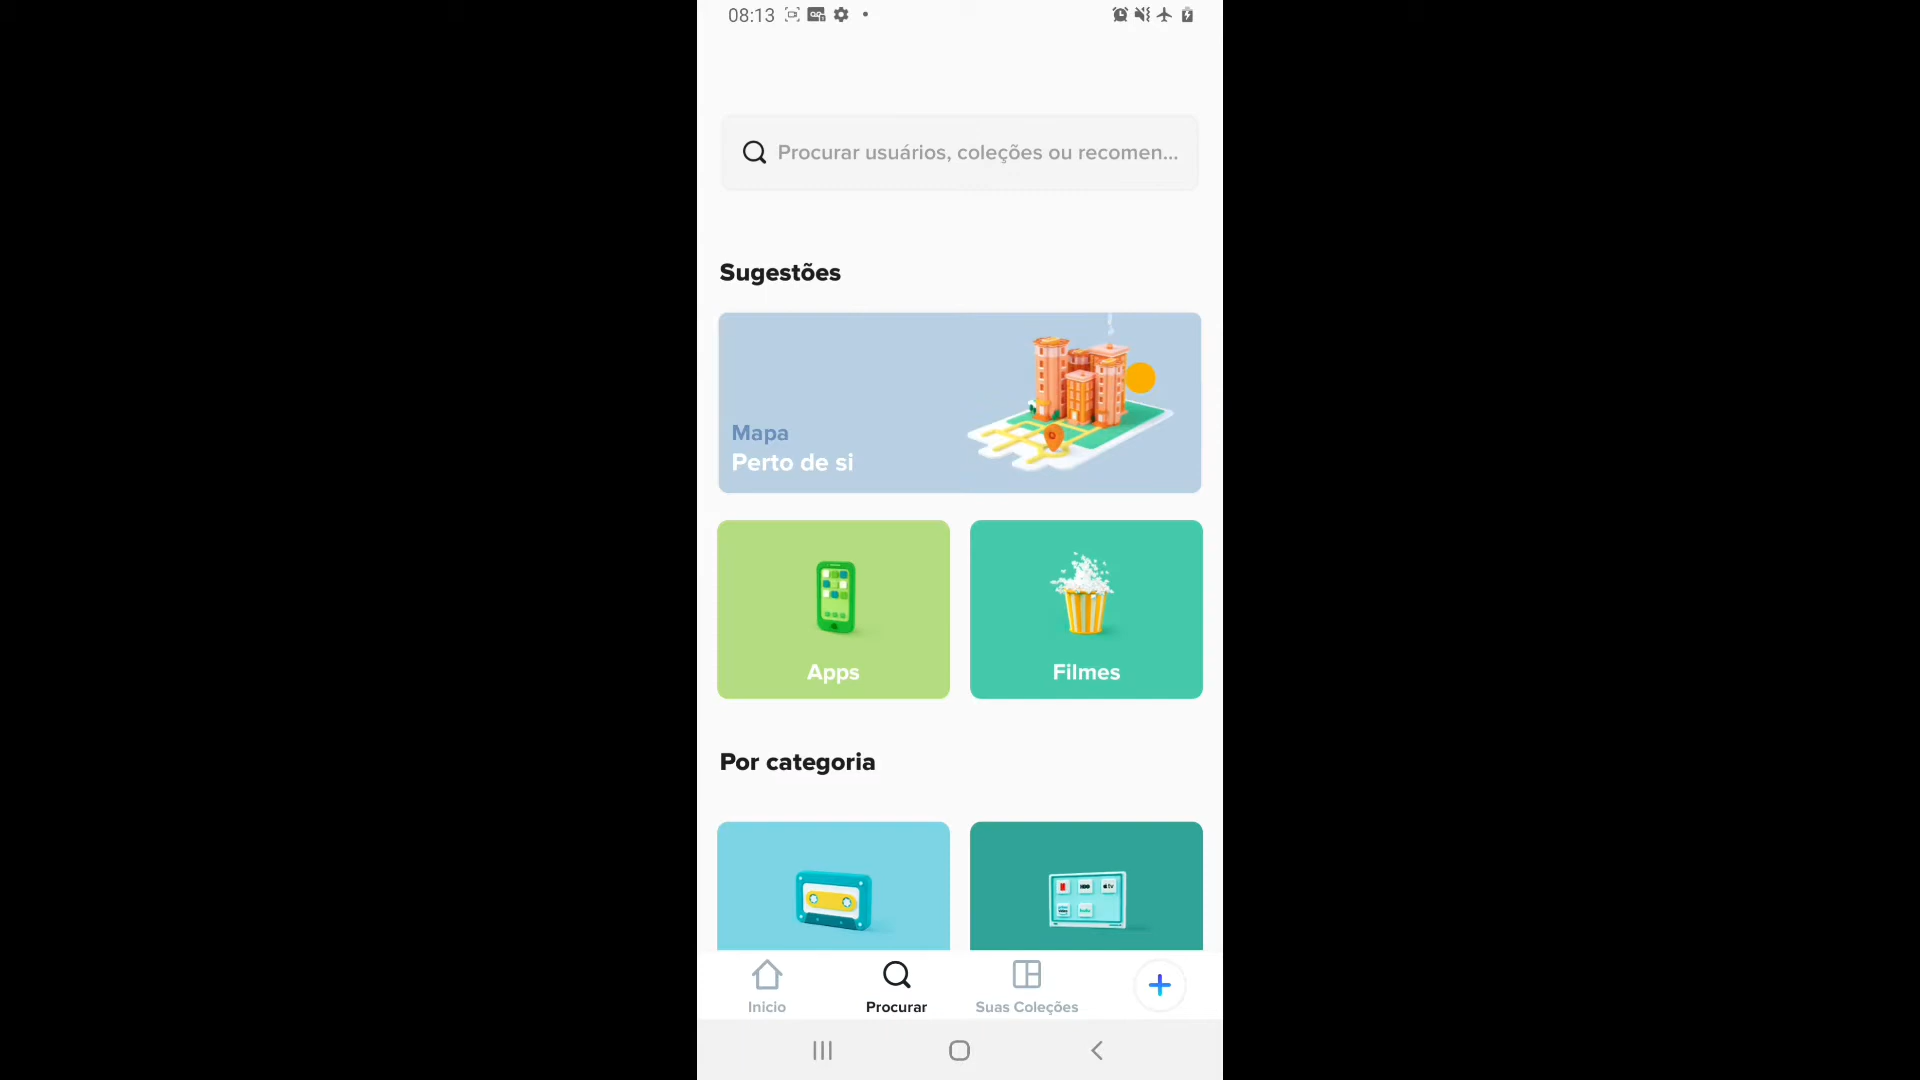 08:13
Procurar usuários, coleções ou recomen...
Sugestões
Mapa
Perto de si
Apps
Filmes
Por categoria
Inicio
Procurar
Suas Coleções